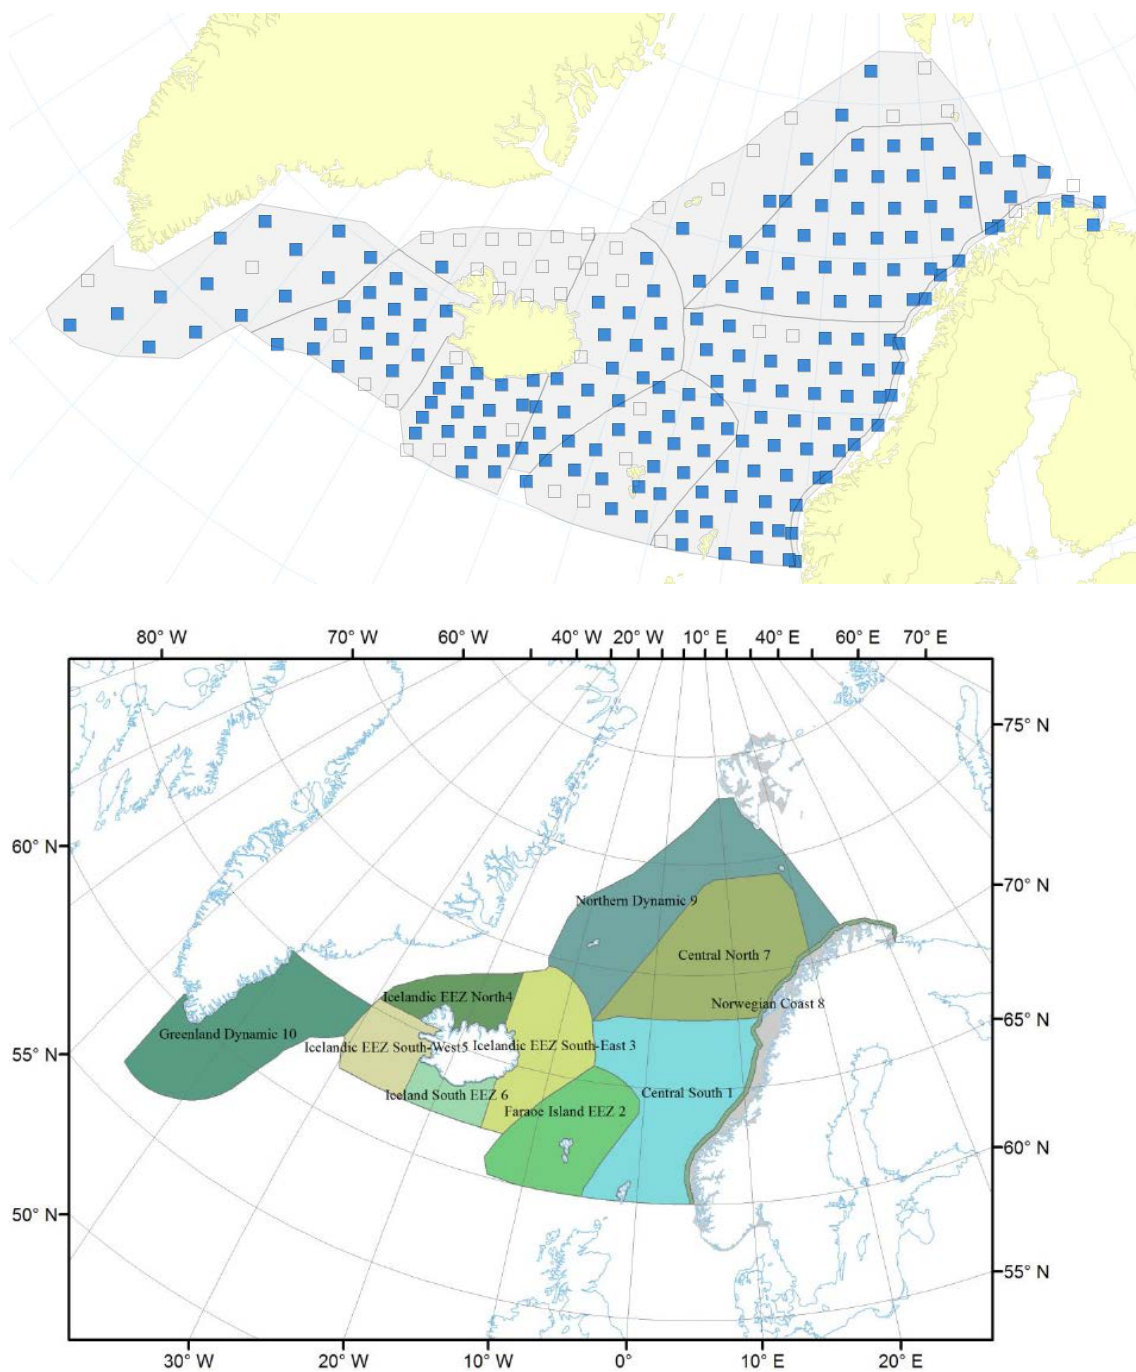 80° W 70° W 60° W 40° W 20° W 10° E 40° E 60° E 70° E
75° N
60° N
70° N
Northern Dynamic 9
Central North 7
Icelandic EEZ North4
Norwegian Coast 8
65° N
Greenland Dynamic 10
Icelandic EEZ South-West5
Icelandic EEZ South-East 3
55° N
Iceland South EEZ 6
Central South 1
Faraoe Island EEZ 2
60° N
50° N
55° N
30° W 20° W 10° W 0° 10° E 20° E